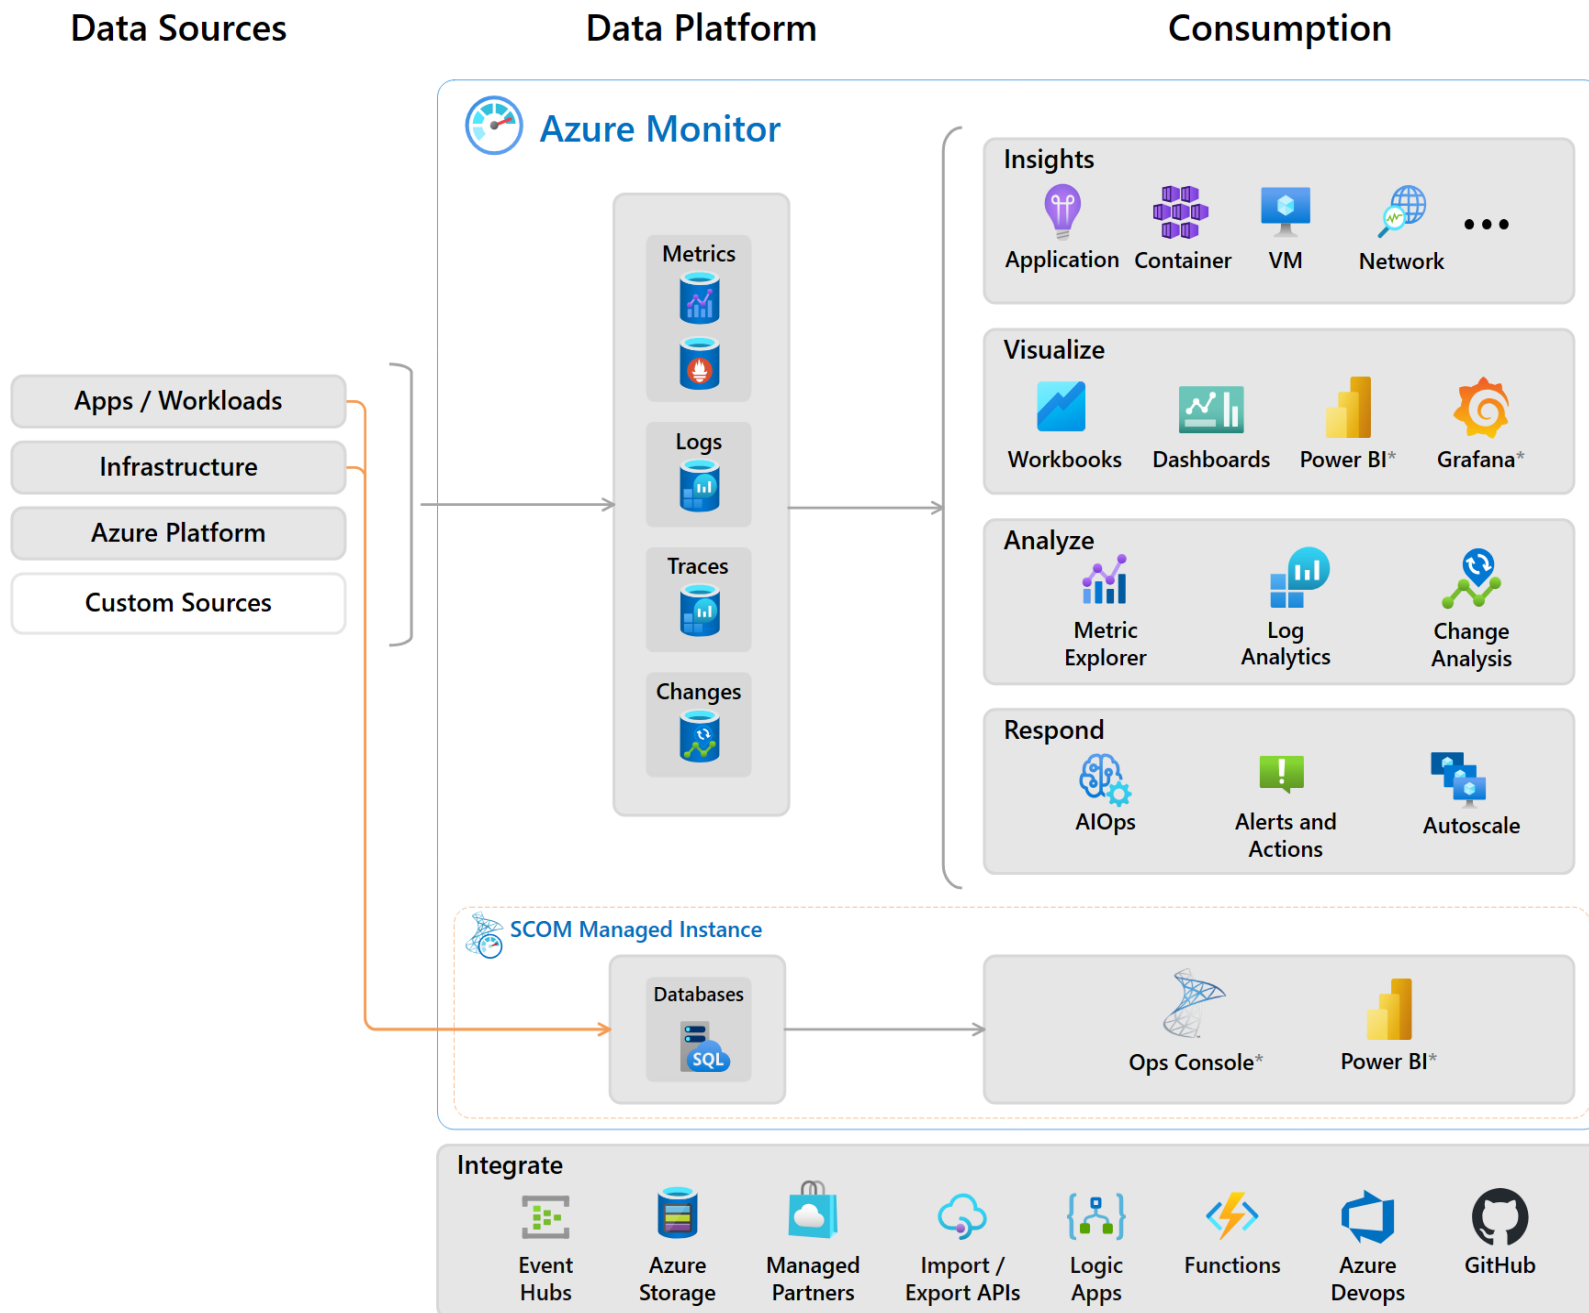 Data Sources
Data Platform
Consumption
Azure Monitor
Apps / Workloads
Infrastructure
Azure Platform
Custom Sources
Metrics
Logs
Traces
Changes
Insights
Application
Container
VM
Network
Visualize
Workbooks
Dashboards
Power BI*
Grafana*
Analyze
Metric
Explorer
Log
Analytics
Change
Analysis
Respond
AIOps
Alerts and
Actions
Autoscale
SCOM Managed Instance
Databases
SQL
Ops Console*
Power BI*
Integrate
Event
Hubs
Azure
Storage
Managed
Partners
Import /
Export APIs
Logic
Apps
Functions
Azure
Devops
GitHub